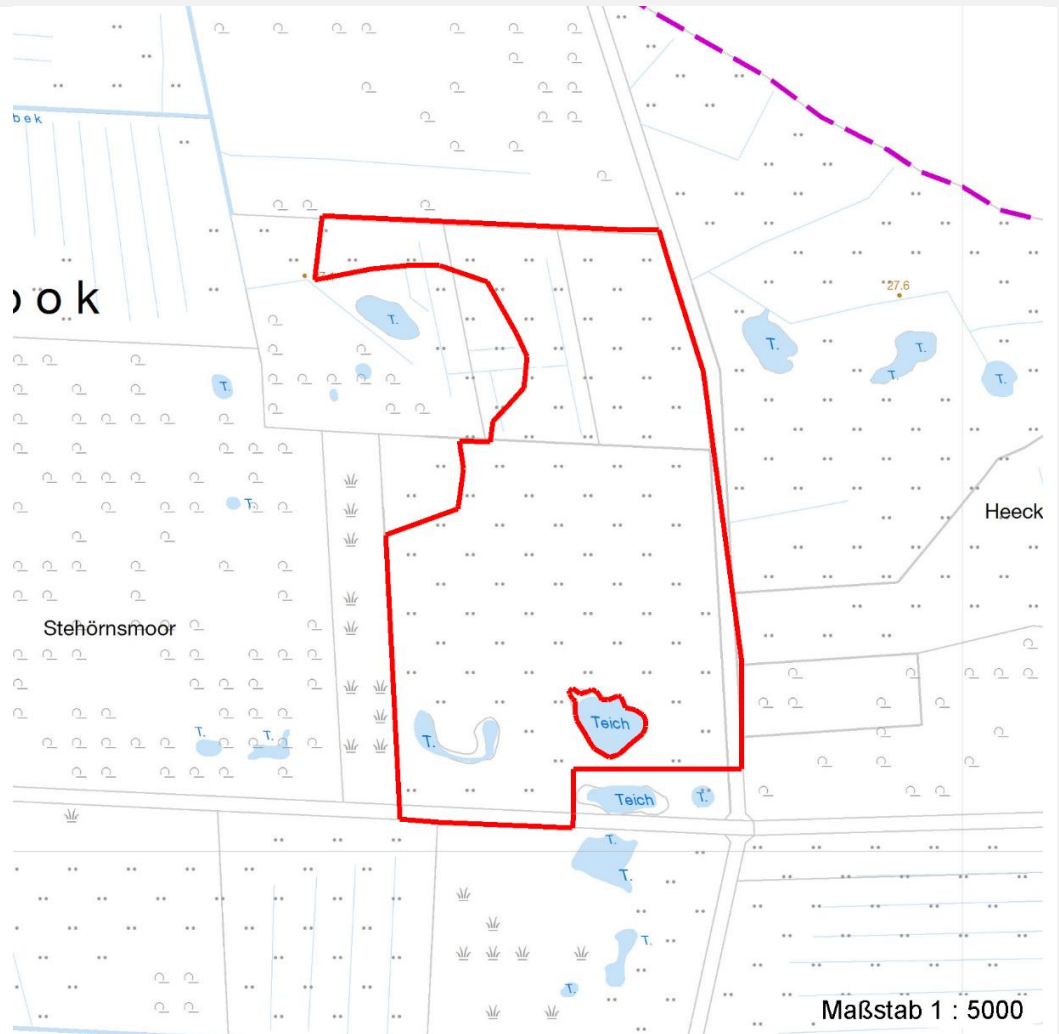 bek
ook
T.
27.6
T.
T.
T.
T.
T.
T.
Heeck
Stehörnsmoor
Teich
T.
T.
T.
Teich
T.
T.
T.
T.
T.
Maßstab 1 : 5000